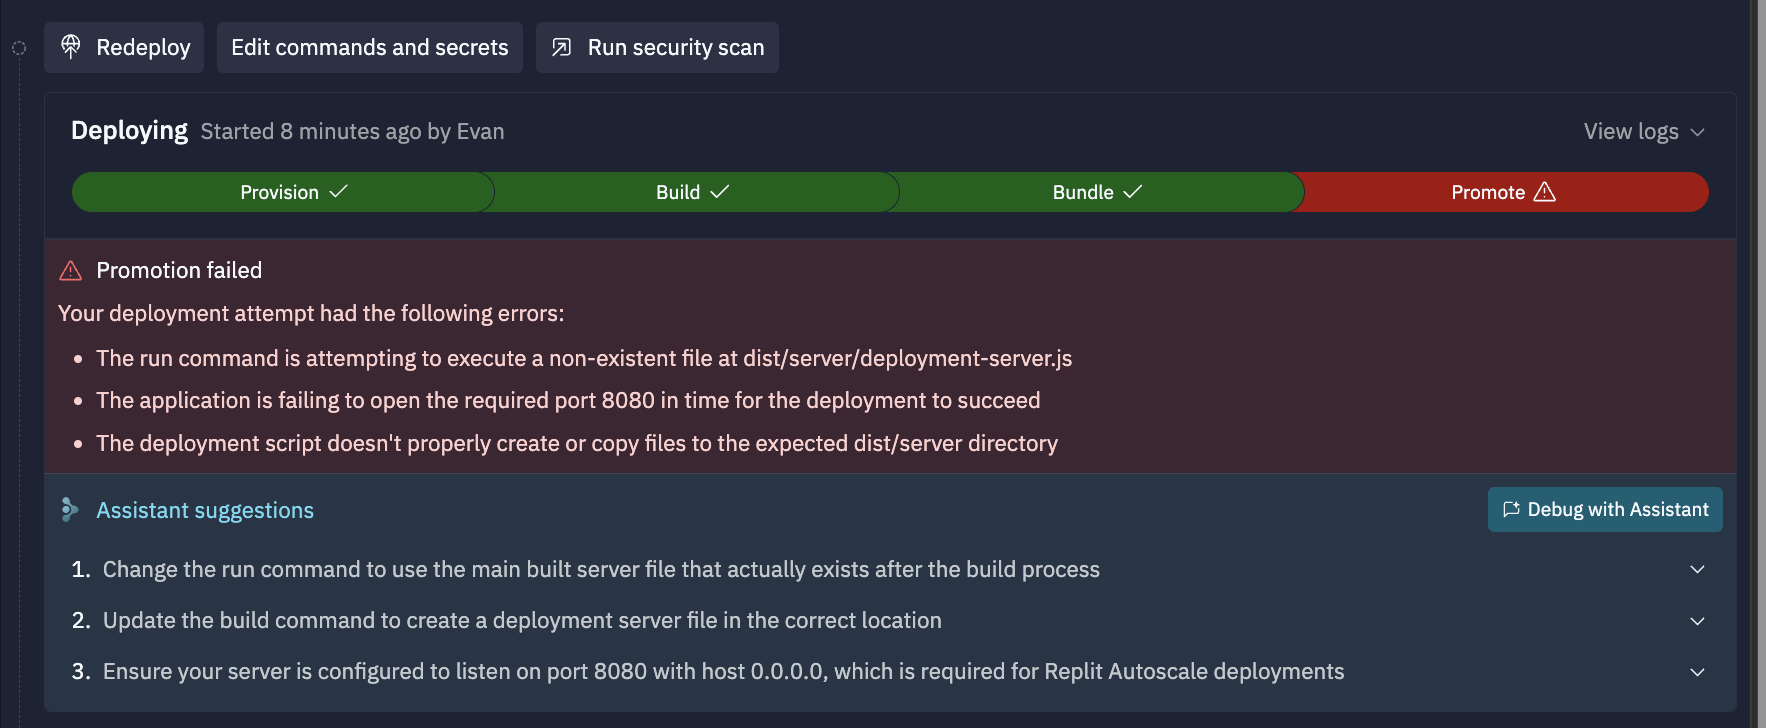 Redeploy Edit commands and secrets Run security scan
Deploying Started 8 minutes ago by Evan View logs
Provision Build Bundle Promote
Promotion failed
Your deployment attempt had the following errors:
• The run command is attempting to execute a non-existent file at dist/server/deployment-server.js
• The application is failing to open the required port 8080 in time for the deployment to succeed
• The deployment script doesn't properly create or copy files to the expected dist/server directory
Assistant suggestions Debug with Assistant
1. Change the run command to use the main built server file that actually exists after the build process
2. Update the build command to create a deployment server file in the correct location
3. Ensure your server is configured to listen on port 8080 with host 0.0.0.0, which is required for Replit Autoscale deployments